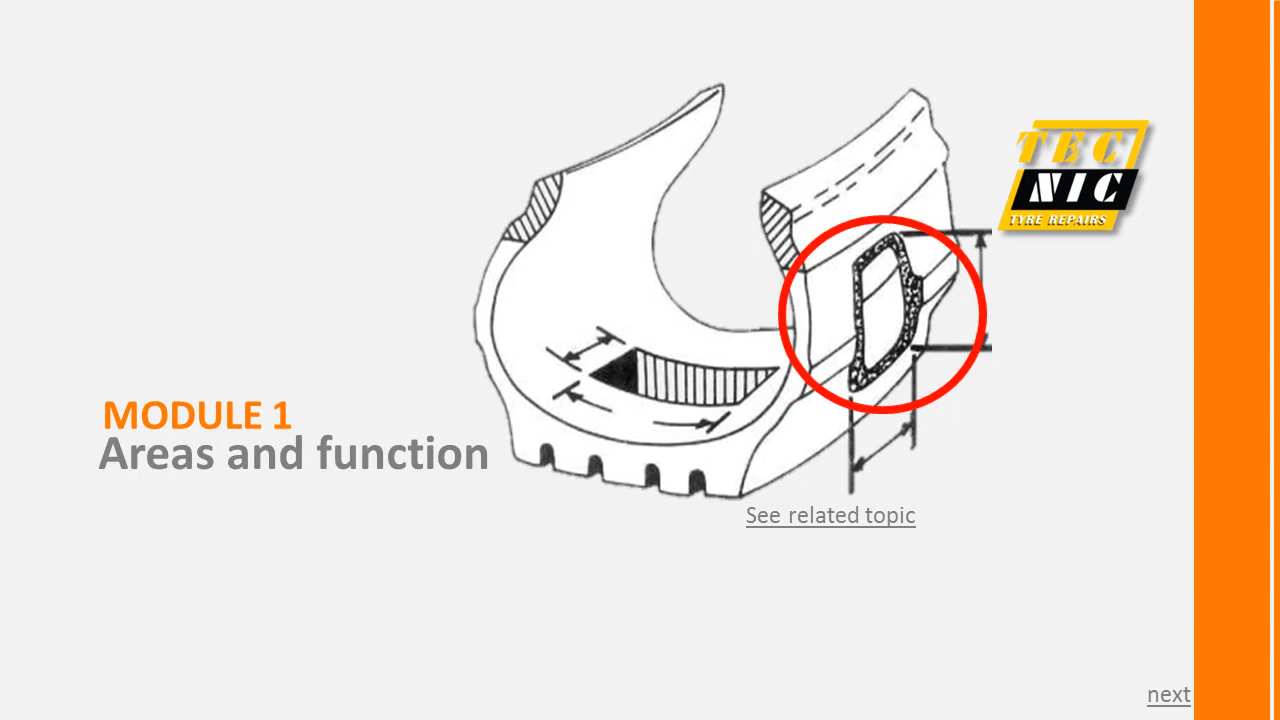 TEC
NIC
TYRE REPAIRS
MODULE 1
Areas and function
See related topic
next